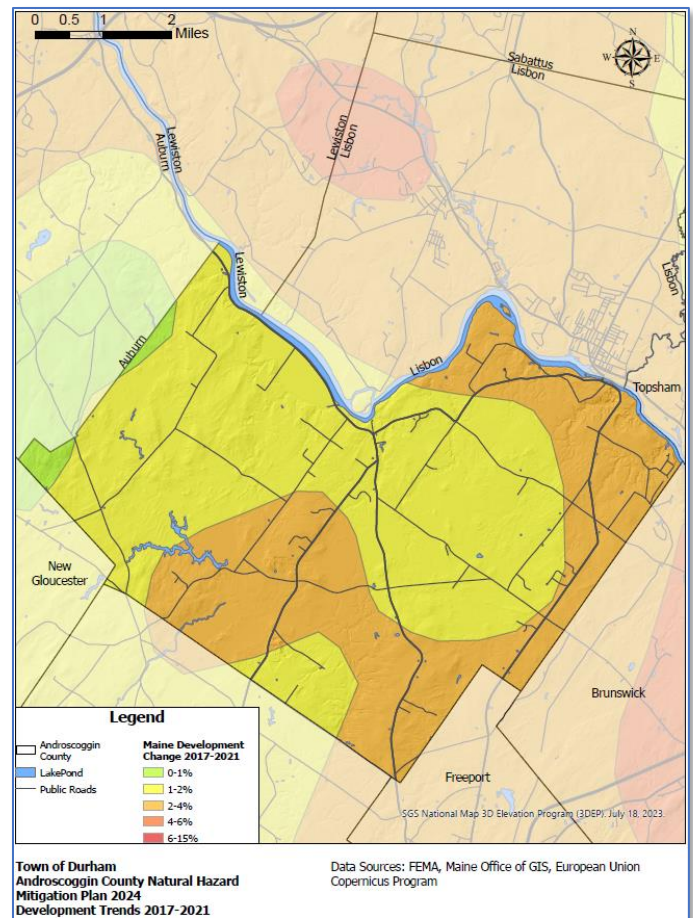 0 0.5 1 2
Miles
N
W E
S
Sabattus
Lisbon
Lewiston
Auburn
Lewiston
Lisbon
Lewiston
Lisbon
Auburn
Lisbon
Topsham
New
Gloucester
Brunswick
Freeport
Legend
Androscoggin
County
LakePond
Public Roads
Maine Development
Change 2017-2021
0-1%
1-2%
2-4%
4-6%
6-15%
SGS National Map 3D Elevation Program (3DEP). July 18, 2023.
Town of Durham
Androscoggin County Natural Hazard
Mitigation Plan 2024
Development Trends 2017-2021
Data Sources: FEMA, Maine Office of GIS, European Union
Copernicus Program